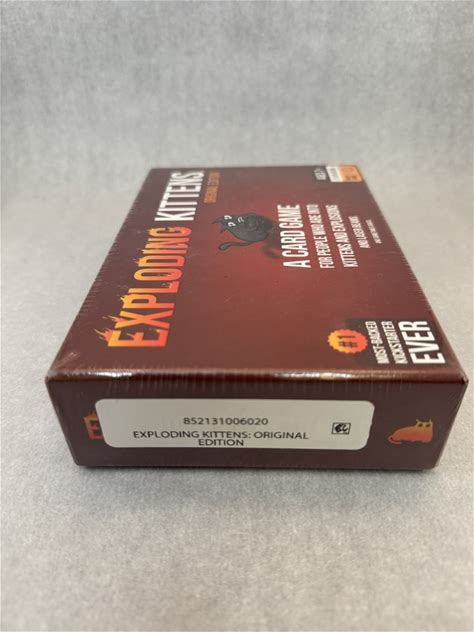 EXPLODING KITTENS
ORIGINAL EDITION
A CARD GAME
FOR PEOPLE WHO ARE INTO
KITTENS AND EXPLOSIONS
#1
MOST-BACKED
KICKSTARTER
EVER
852131006020
EXPLODING KITTENS: ORIGINAL
EDITION